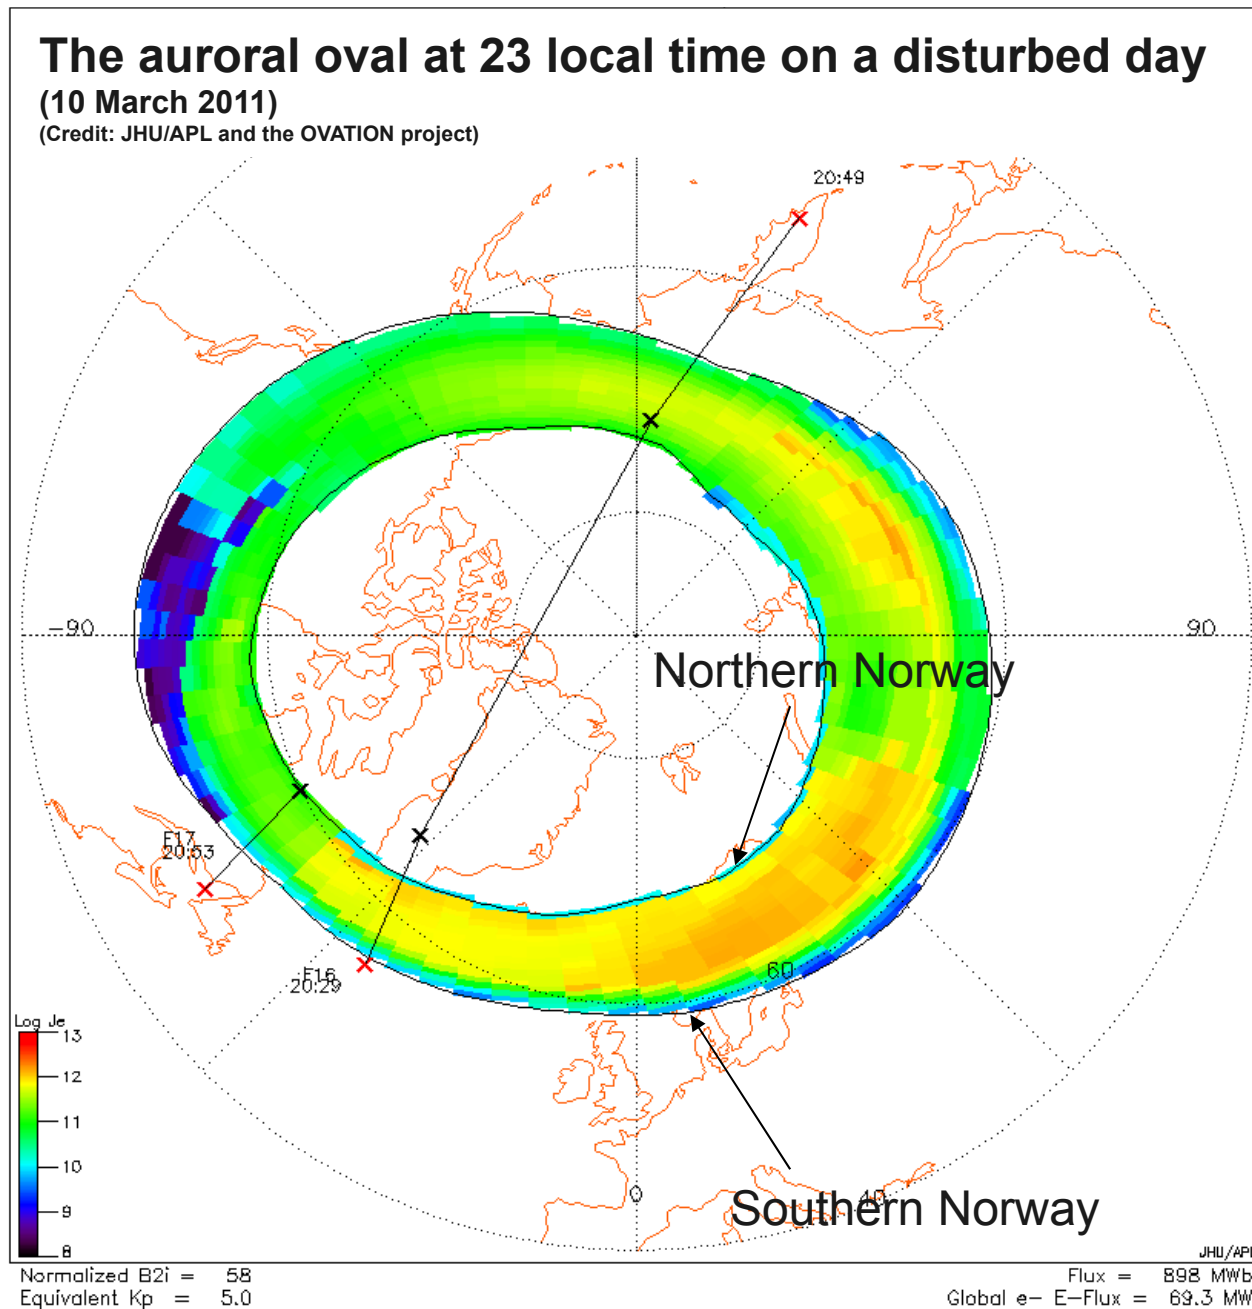 The auroral oval at 23 local time on a disturbed day
(10 March 2011)
(Credit: JHU/APL and the OVATION project)
20:49
-90
90
Northern Norway
F17
20:53
60
F16
20:29
Log Je
13
12
11
10
9
8
0
40
Southern Norway
JHU/APL
Normalized B2i = 58
Flux = 898 MWb
Equivalent Kp = 5.0
Global e- E-Flux = 69.3 MW